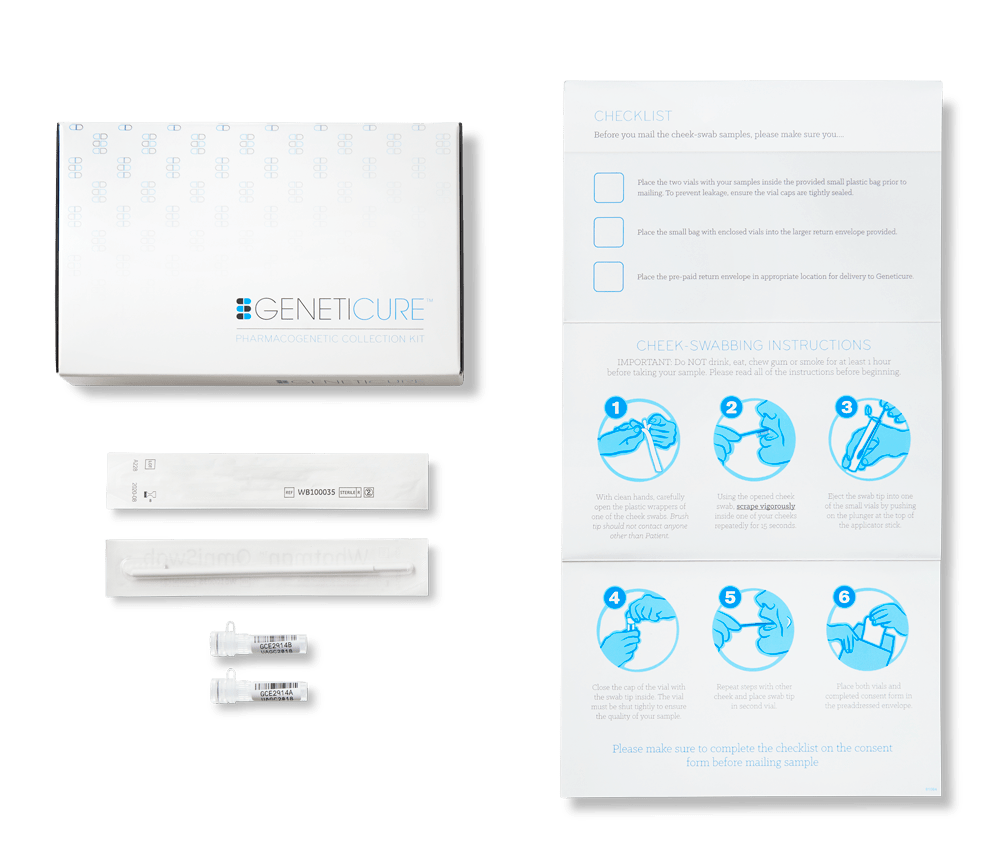 GENETICURE™
PHARMACOGENETIC COLLECTION KIT
GENETICURE
REF WB100035 STERILE R 2
2020-08
Whatman™ OmniSwab
GCE2914B
GCE2914A
CHECKLIST
Before you mail the cheek-swab samples, please make sure you...
Place the two vials with your samples inside the provided small plastic bag prior to
mailing. To prevent leakage, ensure the vial caps are tightly sealed.
Place the small bag with enclosed vials into the larger return envelope provided.
Place the pre-paid return envelope in appropriate location for delivery to Geneticure.
CHEEK-SWABBING INSTRUCTIONS
IMPORTANT: Do NOT drink, eat, chew gum or smoke for at least 1 hour
before taking your sample. Please read all of the instructions before beginning.
1
With clean hands, carefully
open the plastic wrappers of
one of the cheek swabs. Brush
tip should not contact anyone
other than Patient.
2
Using the opened cheek
swab, scrape vigorously
inside one of your cheeks
repeatedly for 15 seconds.
3
Eject the swab tip into one
of the small vials by pushing
on the plunger at the top of
the applicator stick.
4
Close the cap of the vial with
the swab tip inside. The vial
must be shut tightly to ensure
the quality of your sample.
5
Repeat steps with other
cheek and place swab tip
in second vial.
6
Place both vials and
completed consent form in
the preaddressed envelope.
Please make sure to complete the checklist on the consent
form before mailing sample